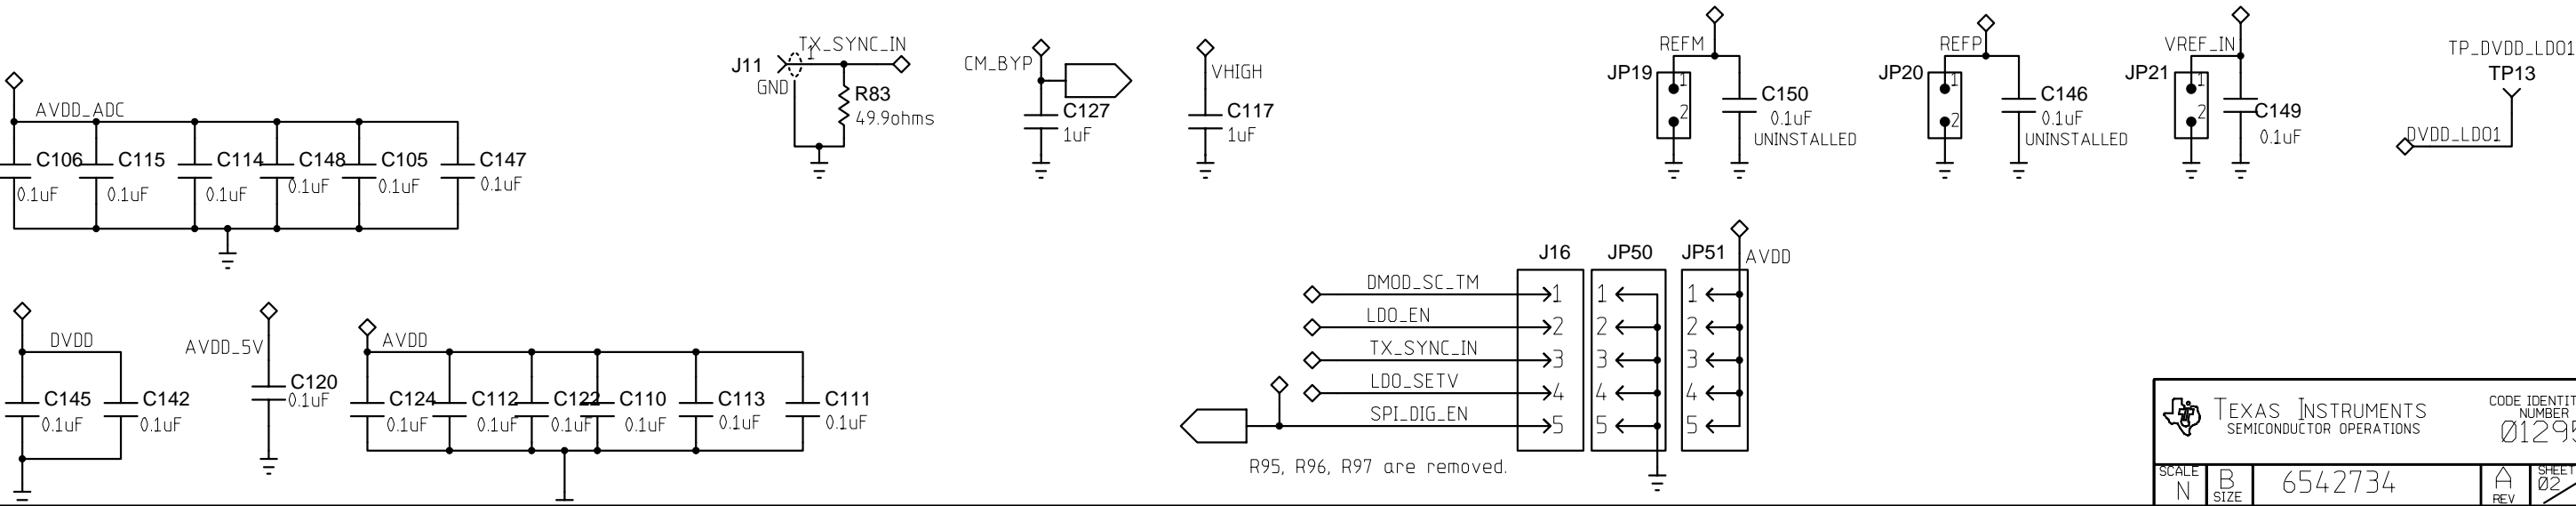 AVDD_ADC
C106
0.1uF
C115
0.1uF
C114
0.1uF
C148
0.1uF
C105
0.1uF
C147
0.1uF
J11
1
TX_SYNC_IN
GND
R83
49.9ohms
CM_BYP
C127
1uF
VHIGH
C117
1uF
REFM
JP19
1
2
C150
0.1uF
UNINSTALLED
REFP
JP20
1
2
C146
0.1uF
UNINSTALLED
VREF_IN
JP21
1
2
C149
0.1uF
TP_DVDD_LDO1
TP13
DVDD_LDO1
DVDD
C145
0.1uF
C142
0.1uF
AVDD_5V
C120
0.1uF
AVDD
C124
0.1uF
C112
0.1uF
C122
0.1uF
C110
0.1uF
C113
0.1uF
C111
0.1uF
J16 JP50 JP51
AVDD
DMOD_SC_TM 1 1 1
LDO_EN 2 2 2
TX_SYNC_IN 3 3 3
LDO_SETV 4 4 4
SPI_DIG_EN 5 5 5
R95, R96, R97 are removed.
TEXAS INSTRUMENTS
SEMICONDUCTOR OPERATIONS
CODE IDENTIT
NUMBER
Ø1295
SCALE
N
B
SIZE
6542734
A
REV
SHEET
Ø2